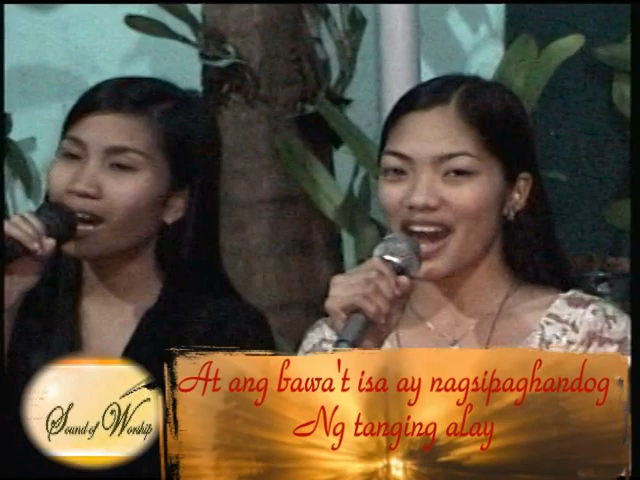 At ang bawa't isa ay nagsipaghandog
Ng tanging alay
Sound of Worship